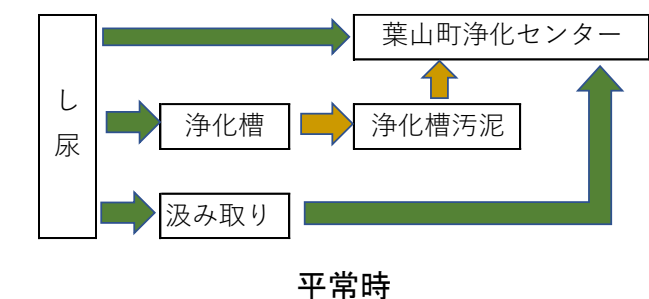 し尿
葉山町浄化センター
浄化槽
浄化槽汚泥
汲み取り
平常時